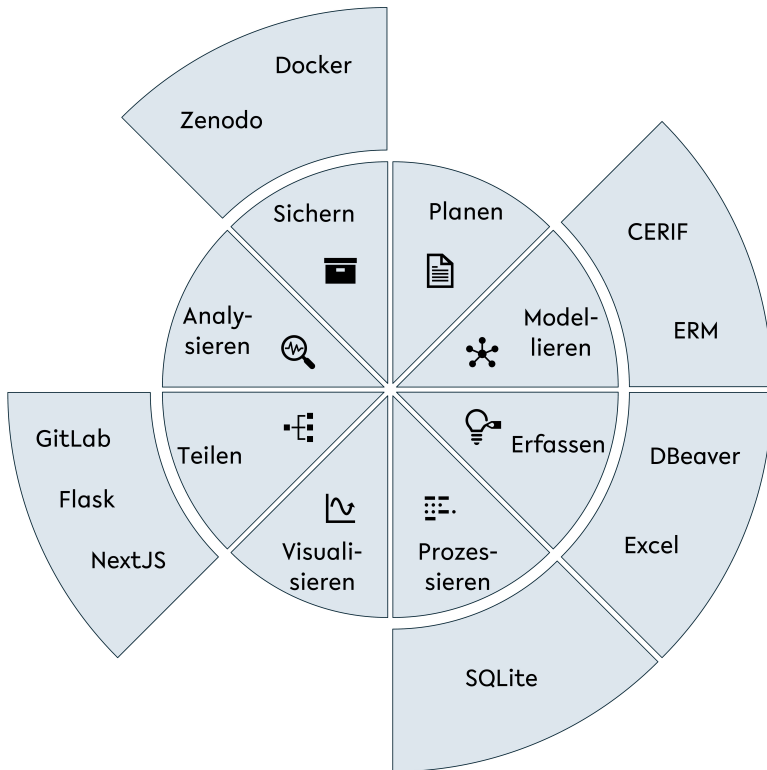 Docker
Zenodo
Sichern
Planen
CERIF
ERM
Analy-
sieren
Model-
lieren
GitLab
Flask
NextJS
Teilen
Erfassen
DBeaver
Excel
Visuali-
sieren
Prozes-
sieren
SQLite